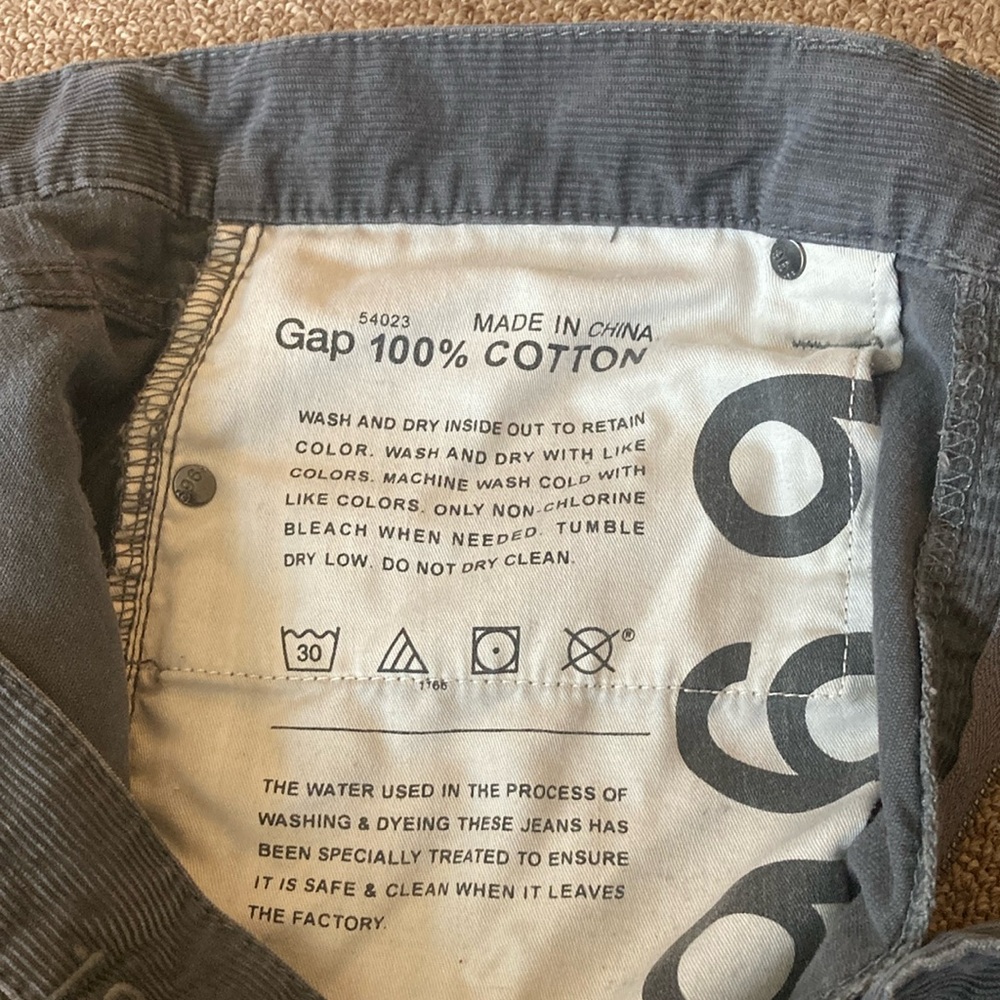 54023 MADE IN CHINA
Gap 100% COTTON
WASH AND DRY INSIDE OUT TO RETAIN
COLOR. WASH AND DRY WITH LIKE
COLORS. MACHINE WASH COLD WITH
LIKE COLORS. ONLY NON-CHLORINE
BLEACH WHEN NEEDED. TUMBLE
DRY LOW. DO NOT DRY CLEAN.
30
®
1166
THE WATER USED IN THE PROCESS OF
WASHING & DYEING THESE JEANS HAS
BEEN SPECIALLY TREATED TO ENSURE
IT IS SAFE & CLEAN WHEN IT LEAVES
THE FACTORY.
969